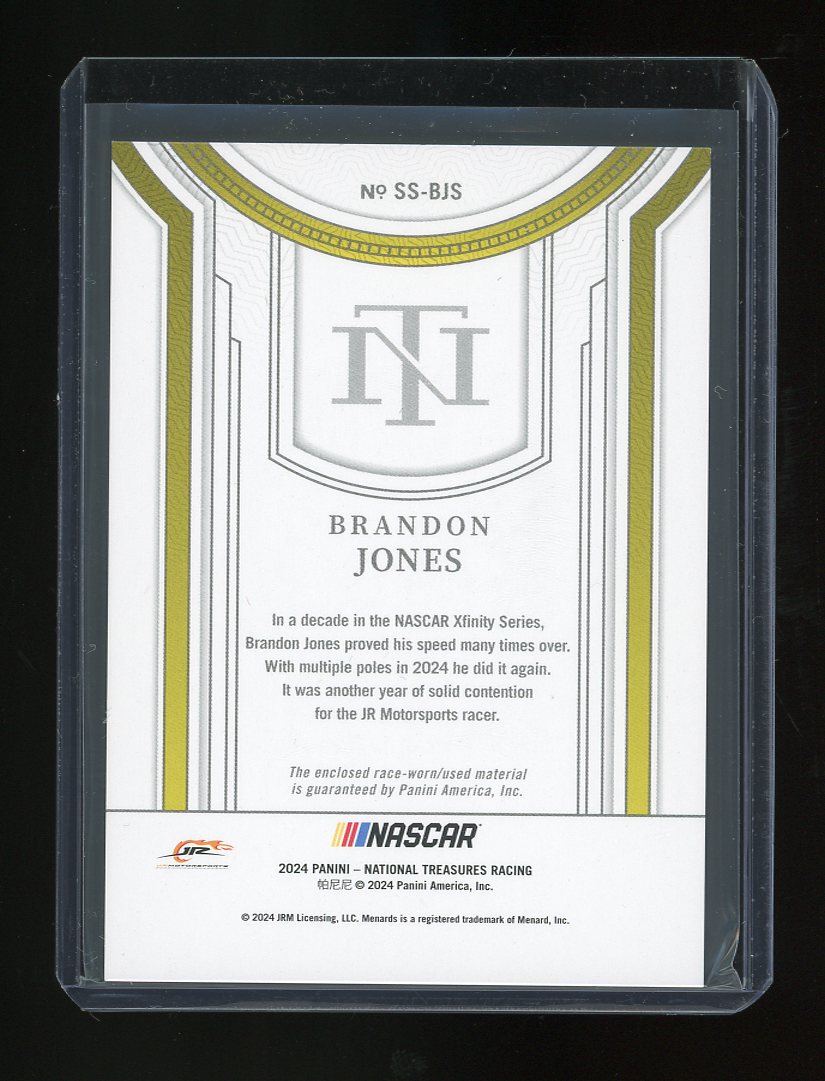 Nº SS-BJS
NT
BRANDON
JONES
In a decade in the NASCAR Xfinity Series,
Brandon Jones proved his speed many times over.
With multiple poles in 2024 he did it again.
It was another year of solid contention
for the JR Motorsports racer.
The enclosed race-worn/used material
is guaranteed by Panini America, Inc.
NASCAR
JR MOTORSPORTS
2024 PANINI – NATIONAL TREASURES RACING
帕尼尼 © 2024 Panini America, Inc.
© 2024 JRM Licensing, LLC. Menards is a registered trademark of Menard, Inc.